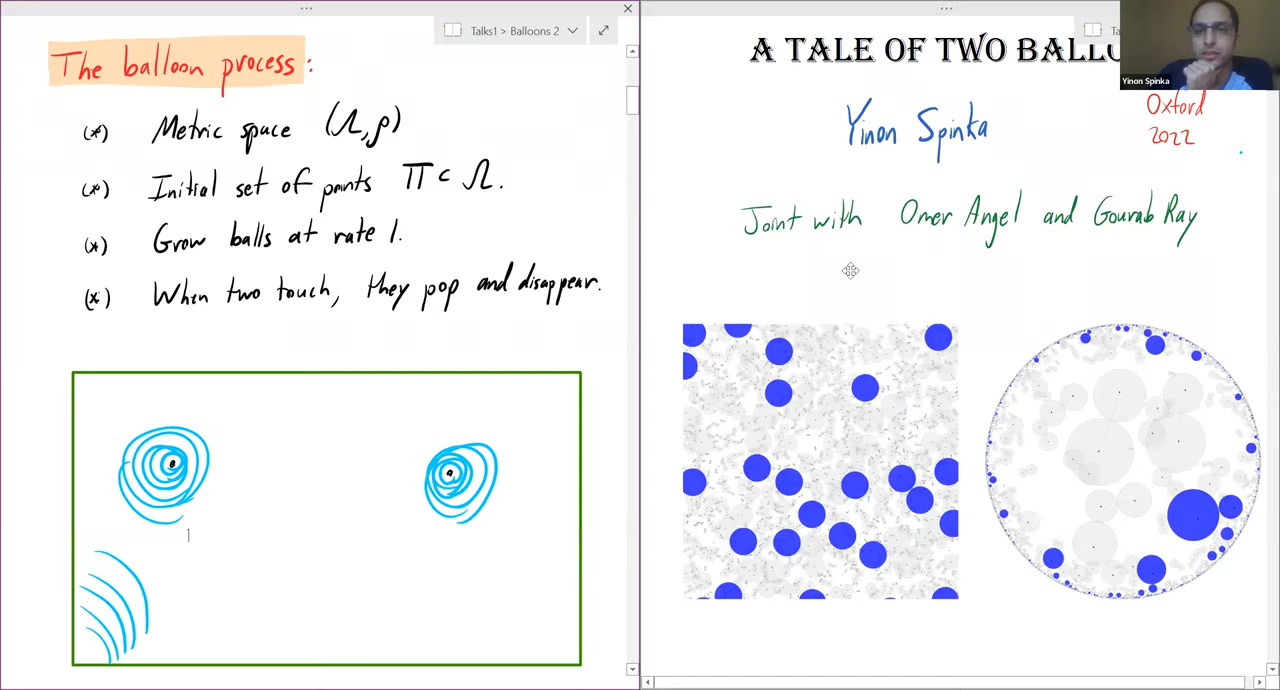 Talks1 > Balloons 2
The balloon process:
(*) Metric space (Ω, ρ)
(*) Initial set of points Π ⊂ Ω.
(*) Grow balls at rate 1.
(*) When two touch, they pop and disappear.
A TALE OF TWO
Yinon Spinka
Yinon Spinka
Oxford
2022
Joint with Omer Angel and Gourab Ray